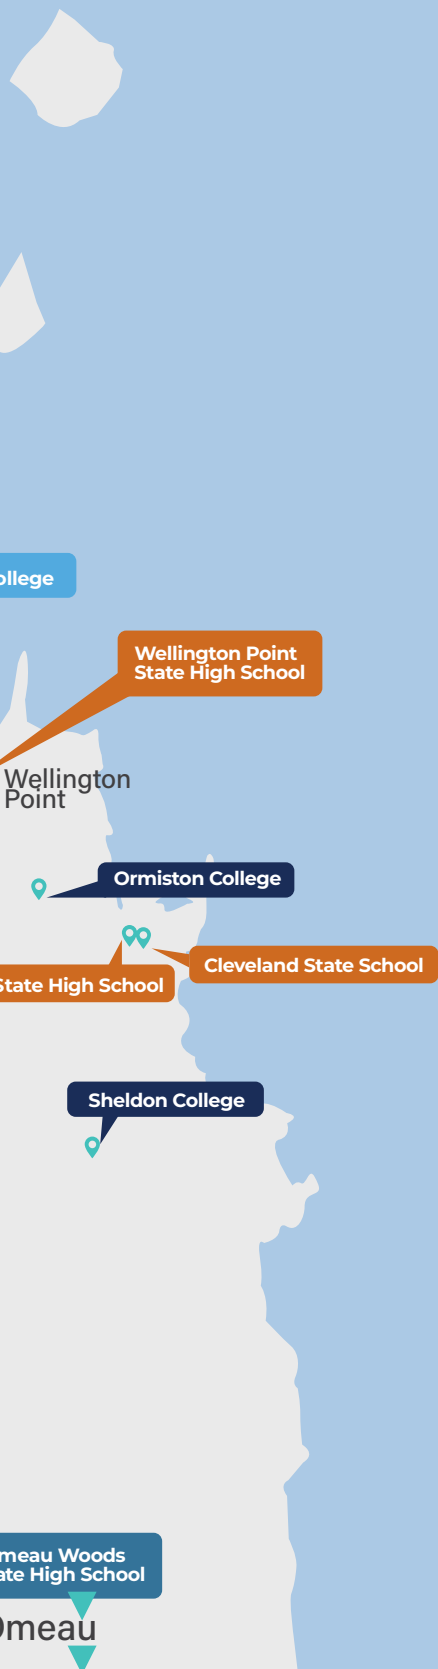 ollege
Wellington Point
State High School
Wellington
Point
Ormiston College
Cleveland State School
State High School
Sheldon College
meau Woods
ate High School
Omeau